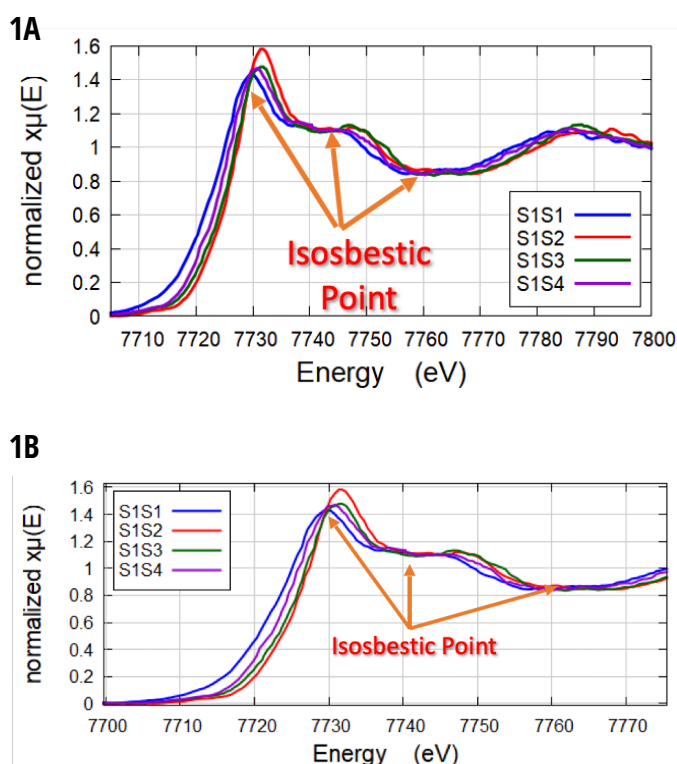 1A
1.6
1.4
1.2
1
0.8
0.6
0.4
0.2
0
normalized xμ(E)
Isosbestic
Point
S1S1
S1S2
S1S3
S1S4
7710 7720 7730 7740 7750 7760 7770 7780 7790 7800
Energy (eV)
1B
1.6
1.4
1.2
1
0.8
0.6
0.4
0.2
0
normalized xμ(E)
S1S1
S1S2
S1S3
S1S4
Isosbestic Point
7700 7710 7720 7730 7740 7750 7760 7770
Energy (eV)